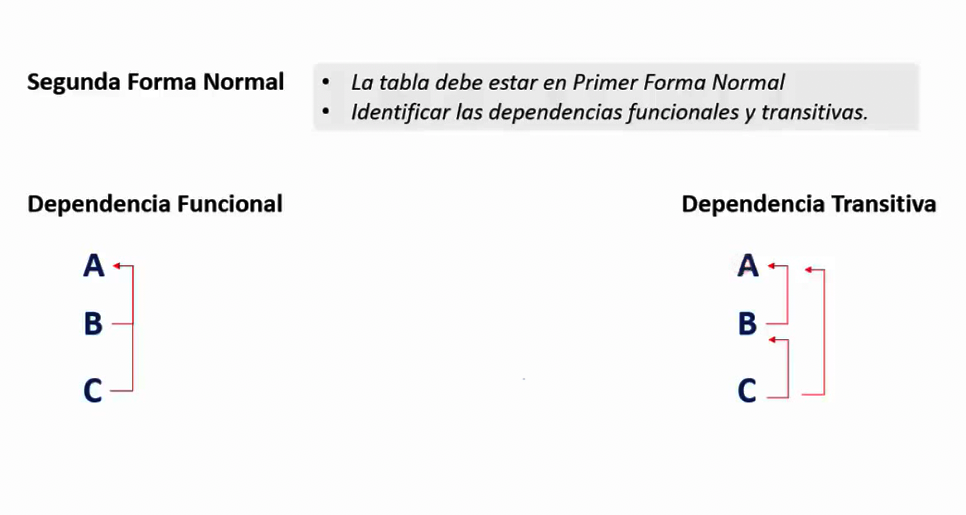 Segunda Forma Normal
• La tabla debe estar en Primer Forma Normal
• Identificar las dependencias funcionales y transitivas.
Dependencia Funcional
A
B
C
Dependencia Transitiva
A
B
C